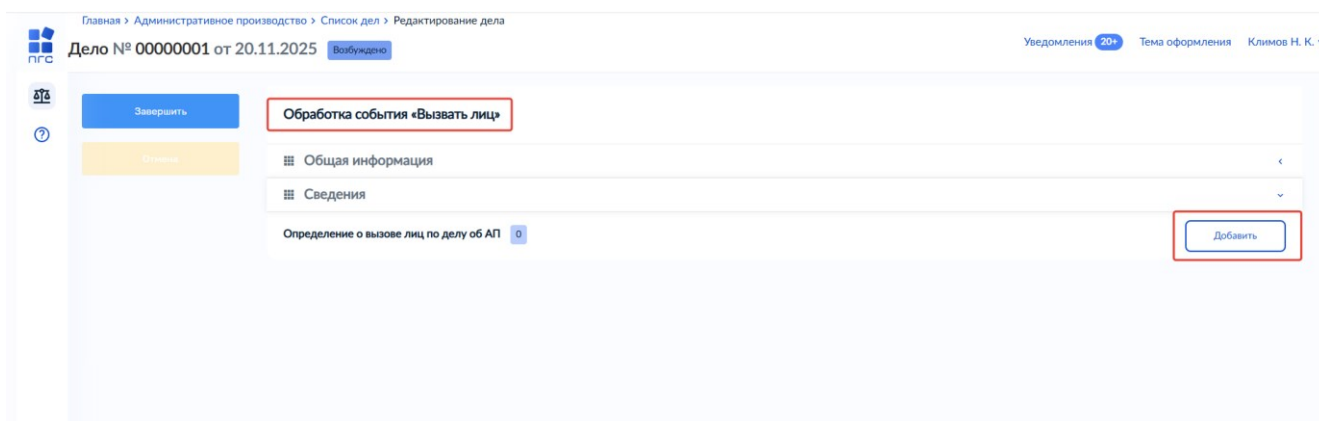 Главная > Административное производство > Список дел > Редактирование дела
Дело № 00000001 от 20.11.2025 Возбуждено
Уведомления 20+ Тема оформления Климов Н. К.
пгс
Завершить
Отмена
Обработка события «Вызвать лиц»
Общая информация
Сведения
Определение о вызове лиц по делу об АП 0
Добавить